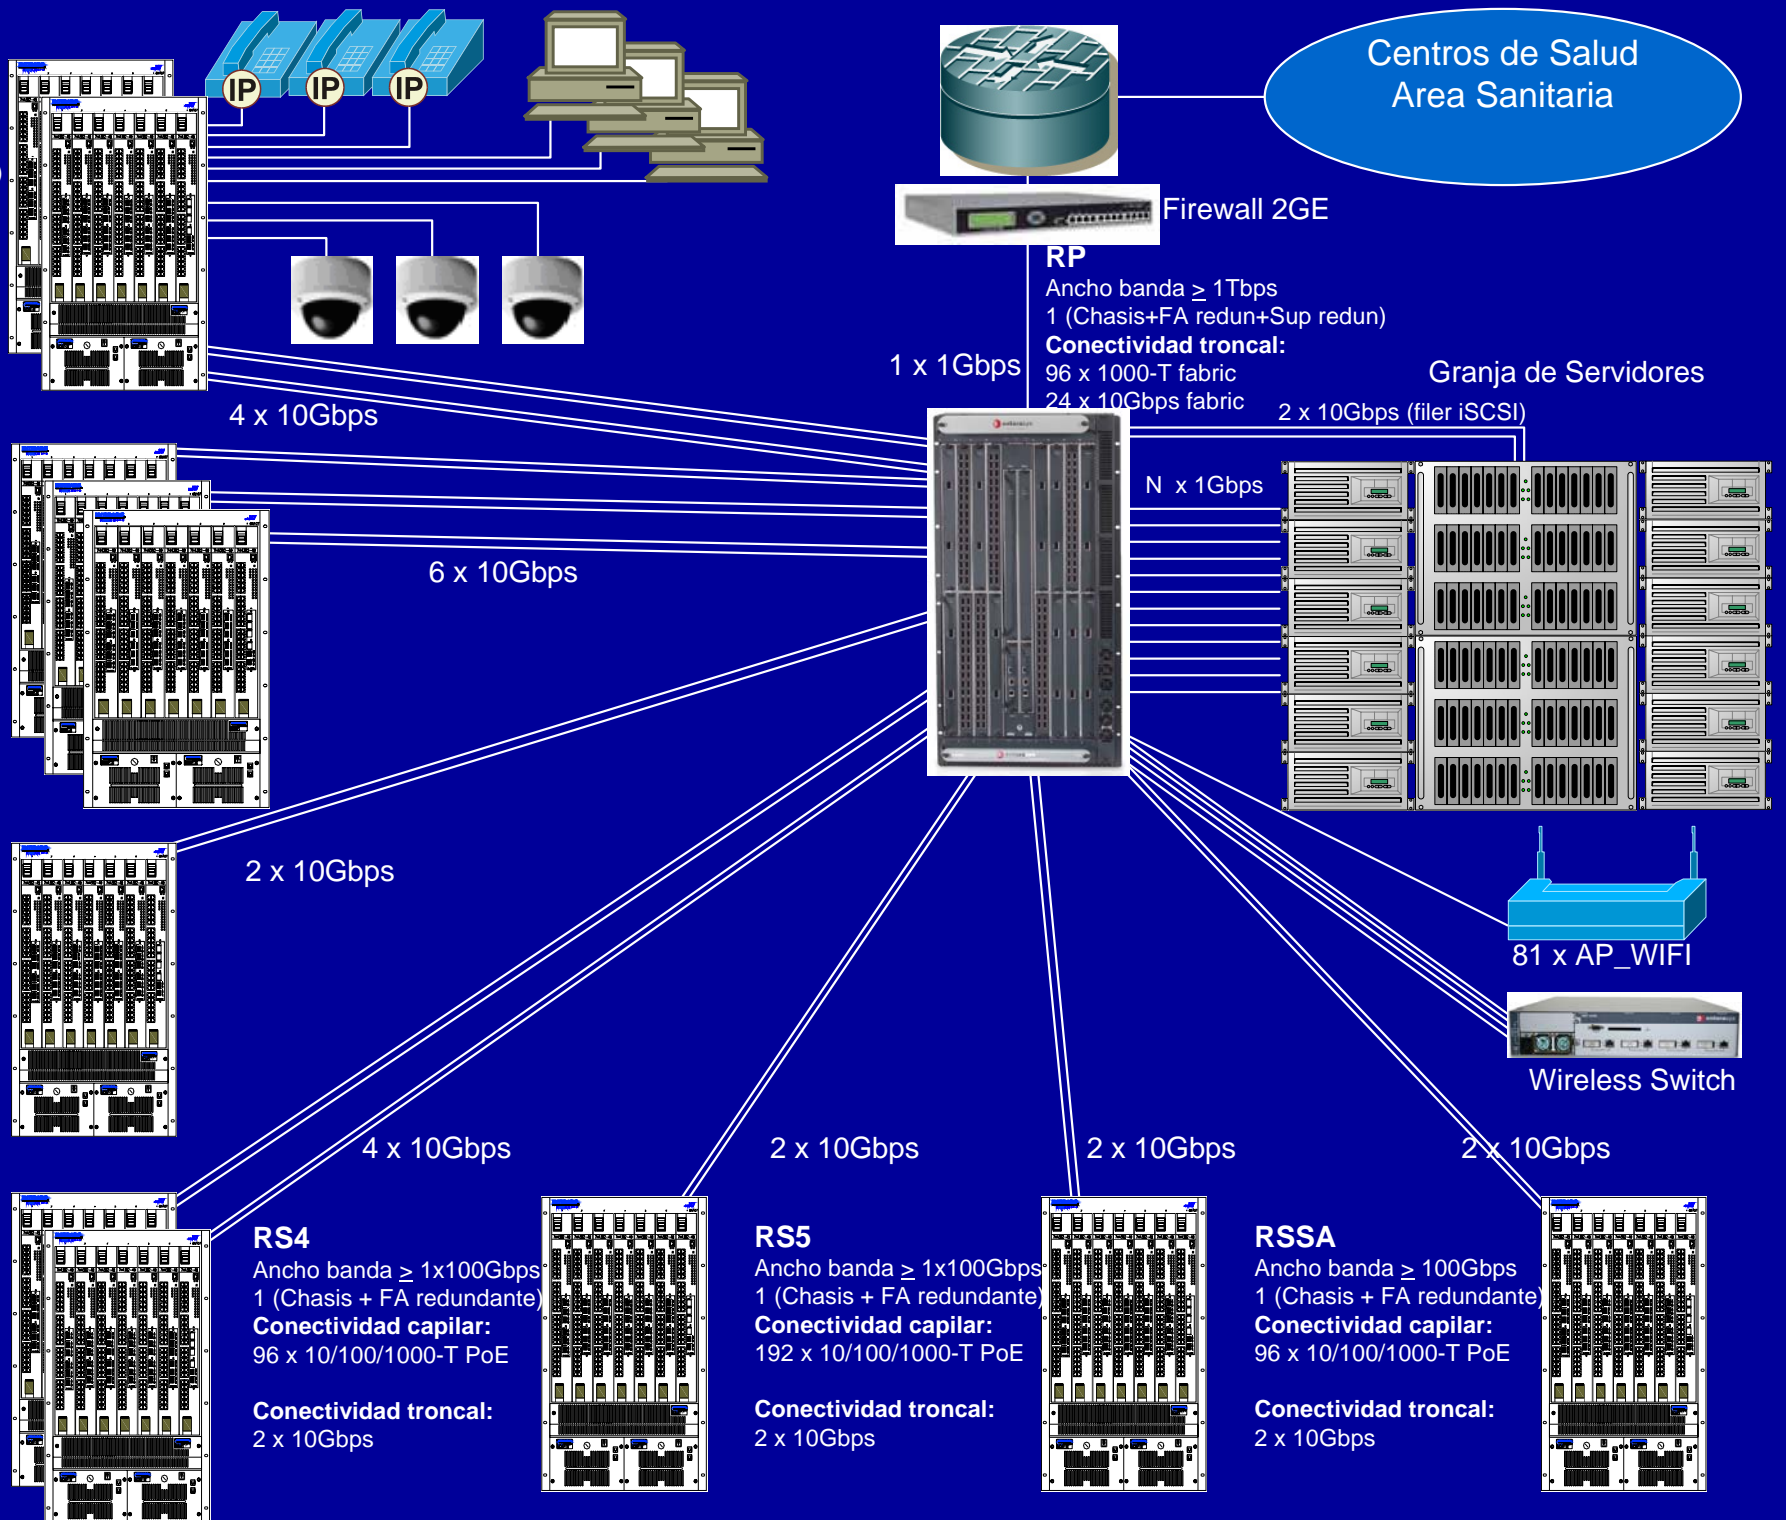 IP
IP
IP
Centros de Salud
Area Sanitaria
Firewall 2GE
RP
Ancho banda ≥ 1Tbps
1 (Chasis+FA redun+Sup redun)
Conectividad troncal:
96 x 1000-T fabric
24 x 10Gbps fabric
1 x 1Gbps
Granja de Servidores
2 x 10Gbps (filer iSCSI)
4 x 10Gbps
N x 1Gbps
6 x 10Gbps
2 x 10Gbps
81 x AP_WIFI
Wireless Switch
4 x 10Gbps
2 x 10Gbps
2 x 10Gbps
2 x 10Gbps
RS4
Ancho banda ≥ 1x100Gbps
1 (Chasis + FA redundante)
Conectividad capilar:
96 x 10/100/1000-T PoE
Conectividad troncal:
2 x 10Gbps
RS5
Ancho banda ≥ 1x100Gbps
1 (Chasis + FA redundante)
Conectividad capilar:
192 x 10/100/1000-T PoE
Conectividad troncal:
2 x 10Gbps
RSSA
Ancho banda ≥ 100Gbps
1 (Chasis + FA redundante)
Conectividad capilar:
96 x 10/100/1000-T PoE
Conectividad troncal:
2 x 10Gbps